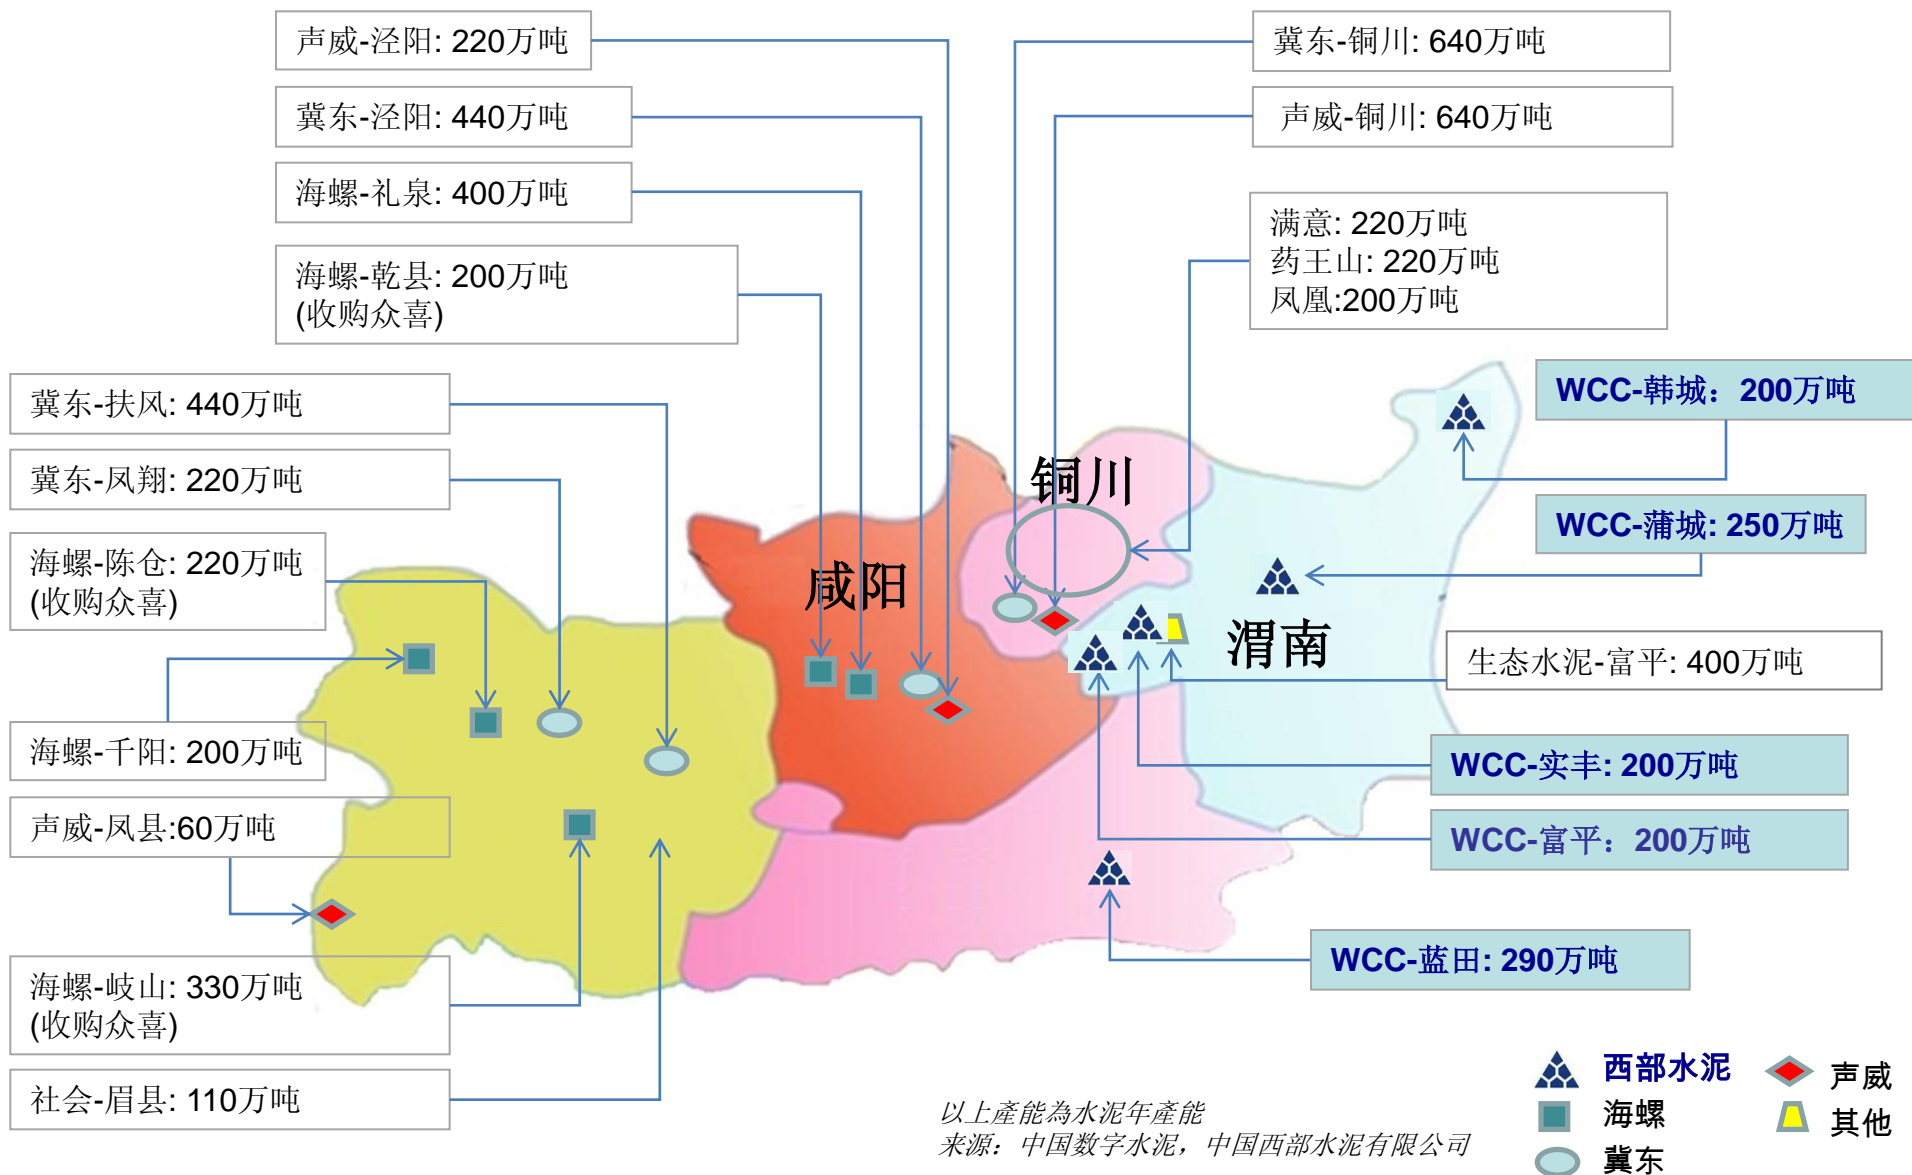 声威-泾阳: 220万吨
冀东-泾阳: 440万吨
海螺-礼泉: 400万吨
海螺-乾县: 200万吨
(收购众喜)
冀东-扶风: 440万吨
冀东-凤翔: 220万吨
海螺-陈仓: 220万吨
(收购众喜)
海螺-千阳: 200万吨
声威-凤县:60万吨
海螺-岐山: 330万吨
(收购众喜)
社会-眉县: 110万吨
冀东-铜川: 640万吨
声威-铜川: 640万吨
满意: 220万吨
药王山: 220万吨
凤凰:200万吨
WCC-韩城：200万吨
WCC-蒲城: 250万吨
生态水泥-富平: 400万吨
WCC-实丰: 200万吨
WCC-富平：200万吨
WCC-蓝田: 290万吨
铜川
咸阳
渭南
以上產能為水泥年產能
来源：中国数字水泥，中国西部水泥有限公司
西部水泥
海螺
冀东
声威
其他